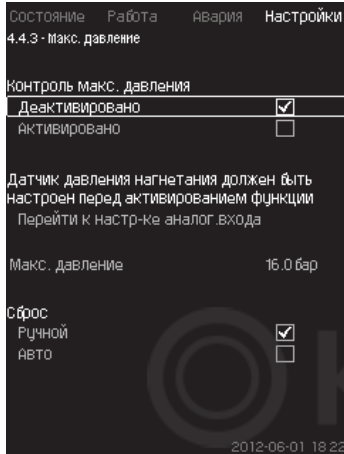 Состояние Работа Авария Настройки
4.4.3 - Макс. давление
Контроль макс. давления
Деактивировано
Активировано
Датчик давления нагнетания должен быть
настроен перед активированием функции
Перейти к настр-ке аналог.входа
Макс. давление 16.0 бар
Сброс
Ручной
Авто
2012-06-01 18:22